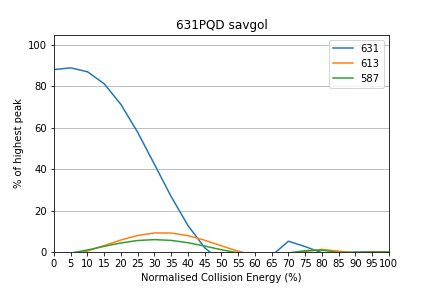 631PQD savgol
% of highest peak
100
80
60
40
20
0
631
613
587
0 5 10 15 20 25 30 35 40 45 50 55 60 65 70 75 80 85 90 95 100
Normalised Collision Energy (%)